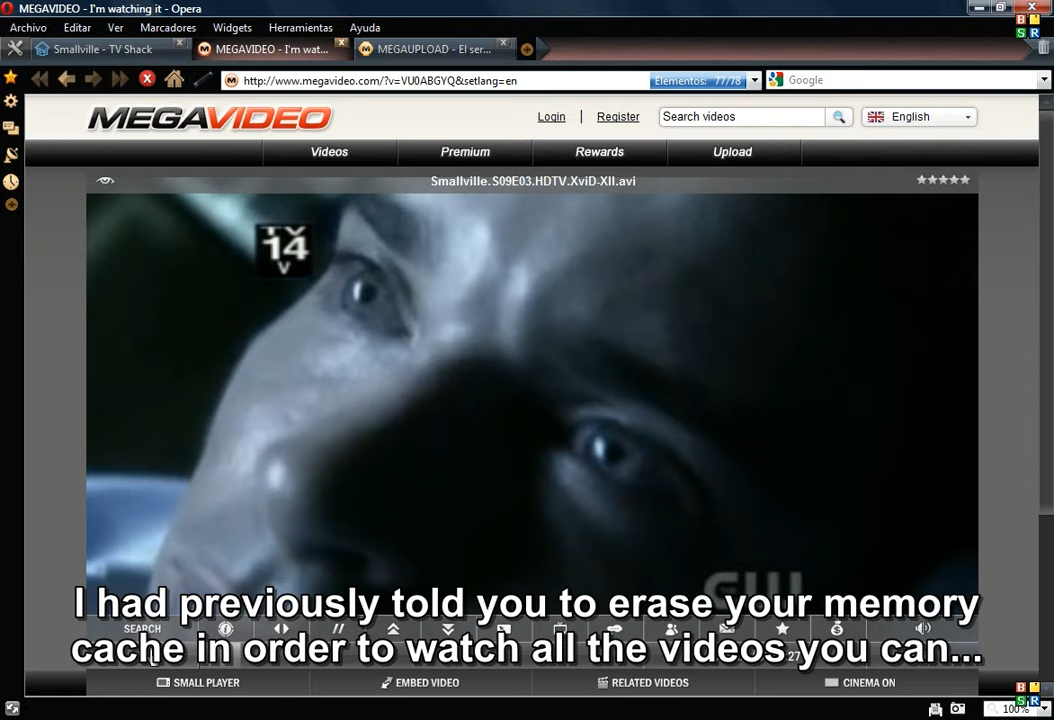 MEGAVIDEO - I'm watching it - Opera
Archivo Editar Ver Marcadores Widgets Herramientas Ayuda
Smallville - TV Shack
MEGAVIDEO - I'm wat...
MEGAUPLOAD - El ser...
http://www.megavideo.com/?v=VU0ABGYQ&setlang=en
Elementos: 77/78
Google
MEGAVIDEO
Login
Register
Search videos
English
Videos
Premium
Rewards
Upload
Smallville.S09E03.HDTV.XviD-XII.avi
TV
14
V
CW
I had previously told you to erase your memory
SEARCH
cache in order to watch all the videos you can...
SMALL PLAYER
EMBED VIDEO
RELATED VIDEOS
CINEMA ON
100%